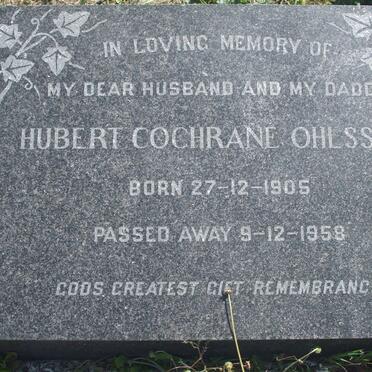 IN LOVING MEMORY OF
MY DEAR HUSBAND AND MY DADD
HUBERT COCHRANE OHLSS
BORN 27-12-1905
PASSED AWAY 9-12-1958
GODS GREATEST GIFT REMEMBRANC